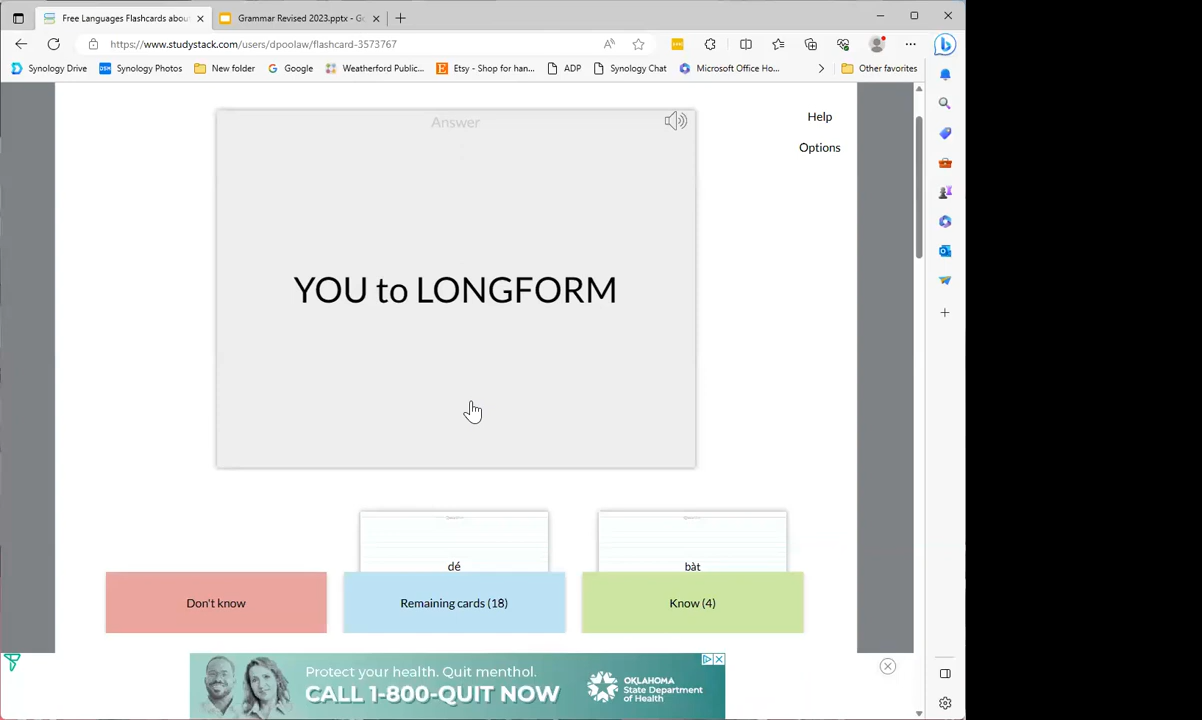 Free Languages Flashcards abou
Grammar Revised 2023.pptx - Go
https://www.studystack.com/users/dpoolaw/flashcard-3573767
Synology Drive
Synology Photos
New folder
Google
Weatherford Public...
Etsy - Shop for han...
ADP
Synology Chat
Microsoft Office Ho...
Other favorites
Answer
Help
Options
YOU to LONGFORM
dé
bàt
Don't know
Remaining cards (18)
Know (4)
Protect your health. Quit menthol.
CALL 1-800-QUIT NOW
OKLAHOMA
State Department
of Health